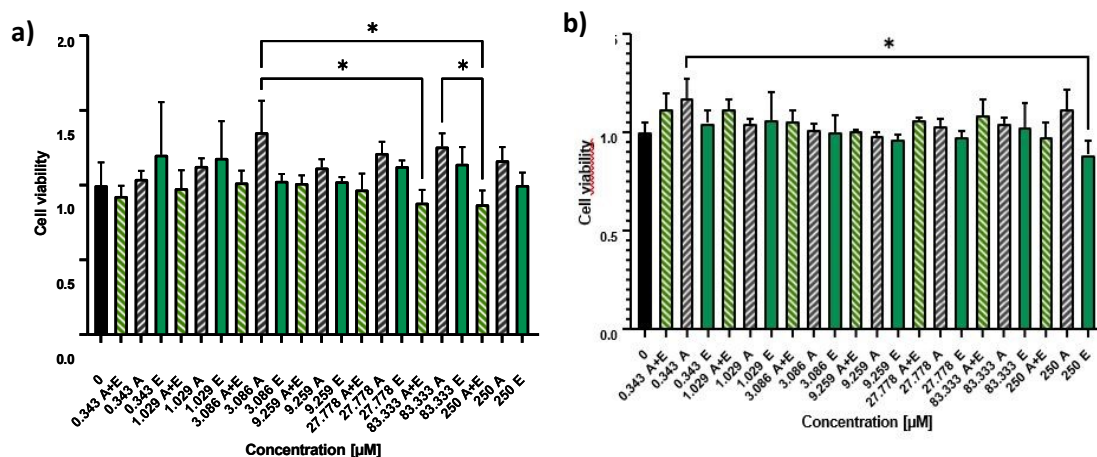 a)
2.0
1.5
1.0
0.5
0.0
Cell viability
*
*
*
0
0.343 A+E
0.343 A
0.343 E
1.029 A+E
1.029 A
1.029 E
3.086 A+E
3.086 A
3.086 E
9.259 A+E
9.259 A
9.259 E
27.778 A+E
27.778 A
27.778 E
83.333 A+E
83.333 A
83.333 E
250 A+E
250 A
250 E
Concentration [µM]
b)
1.0
0.5
0.0
Cell viability
*
0
0.343 A+E
0.343 A
0.343 E
1.029 A+E
1.029 A
1.029 E
3.086 A+E
3.086 A
3.086 E
9.259 A+E
9.259 A
9.259 E
27.778 A+E
27.778 A
27.778 E
83.333 A+E
83.333 A
83.333 E
250 A+E
250 A
250 E
Concentration [µM]